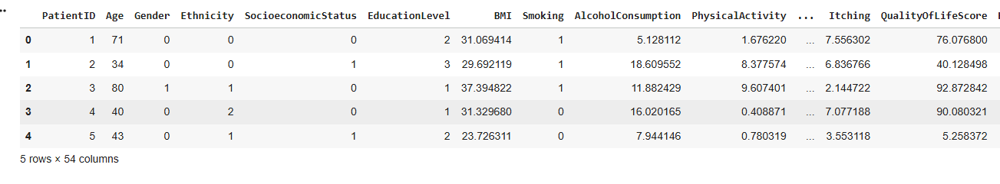 PatientID Age Gender Ethnicity SocioeconomicStatus EducationLevel BMI Smoking AlcoholConsumption PhysicalActivity ... Itching QualityOfLifeScore
0 1 71 0 0 0 2 31.069414 1 5.128112 1.676220 ... 7.556302 76.076800
1 2 34 0 0 1 3 29.692119 1 18.609552 8.377574 ... 6.836766 40.128498
2 3 80 1 1 0 1 37.394822 1 11.882429 9.607401 ... 2.144722 92.872842
3 4 40 0 2 0 1 31.329680 0 16.020165 0.408871 ... 7.077188 90.080321
4 5 43 0 1 1 2 23.726311 0 7.944146 0.780319 ... 3.553118 5.258372
5 rows × 54 columns